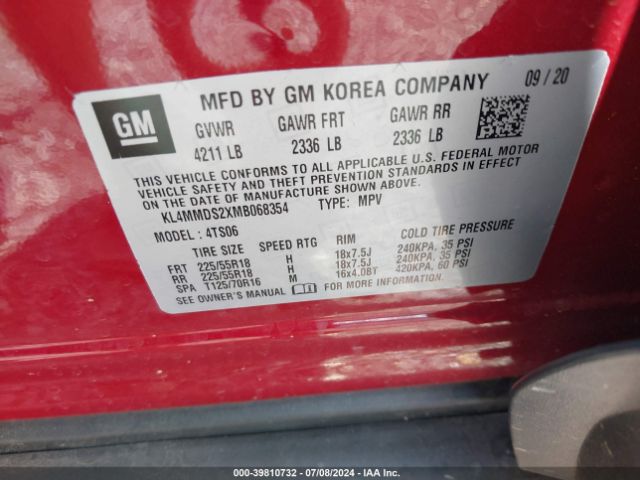 GM
MFD BY GM KOREA COMPANY 09/20
GVWR GAWR FRT GAWR RR
4211 LB 2336 LB 2336 LB
THIS VEHICLE CONFORMS TO ALL APPLICABLE U.S. FEDERAL MOTOR
VEHICLE SAFETY AND THEFT PREVENTION STANDARDS IN EFFECT
ON THE DATE OF MANUFACTURE SHOWN ABOVE.
KL4MMDS2XMB068354 TYPE: MPV
MODEL: 4TS06
TIRE SIZE SPEED RTG RIM COLD TIRE PRESSURE
FRT 225/55R18 H 18x7.5J 240KPA, 35 PSI
RR 225/55R18 H 18x7.5J 240KPA, 35 PSI
SPA T125/70R16 M 16x4.0BT 420KPA, 60 PSI
SEE OWNER'S MANUAL
000-39810732 - 07/08/2024 - IAA Inc.